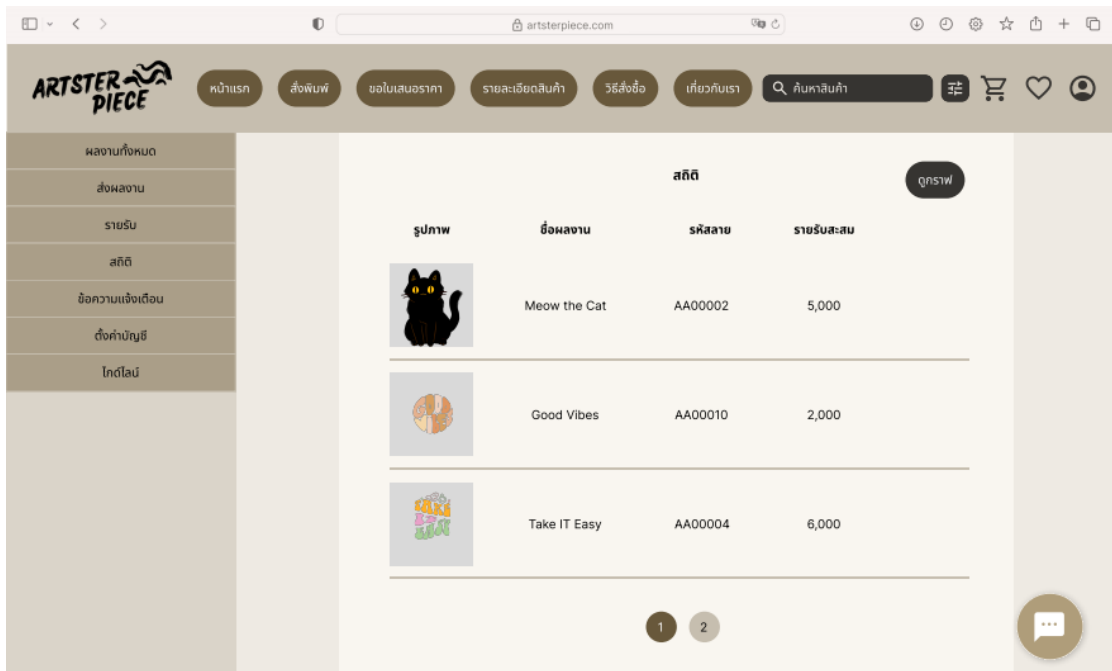 artsterpiece.com
ARTSTER
PIECE
หน้าแรก
สั่งพิมพ์
ขอใบเสนอราคา
รายละเอียดสินค้า
วิธีสั่งซื้อ
เกี่ยวกับเรา
ค้นหาสินค้า
ผลงานทั้งหมด
ส่งผลงาน
รายรับ
สถิติ
ข้อความแจ้งเตือน
ตั้งค่าบัญชี
ไกด์ไลน์
สถิติ
ดูกราฟ
รูปภาพ ชื่อผลงาน รหัสลาย รายรับสะสม
Meow the Cat AA00002 5,000
GOOD
VIBES
Good Vibes AA00010 2,000
TAKE
IT
EASY
Take IT Easy AA00004 6,000
1 2